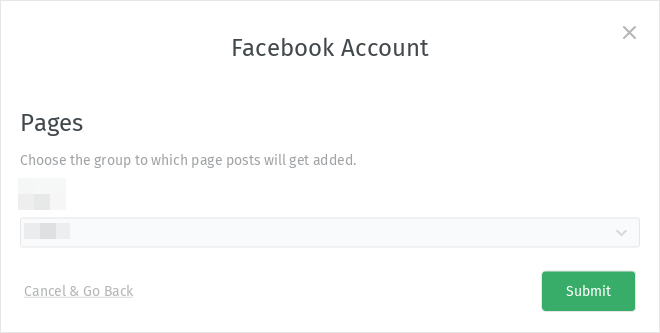 Facebook Account
Pages
Choose the group to which page posts will get added.
Cancel & Go Back
Submit